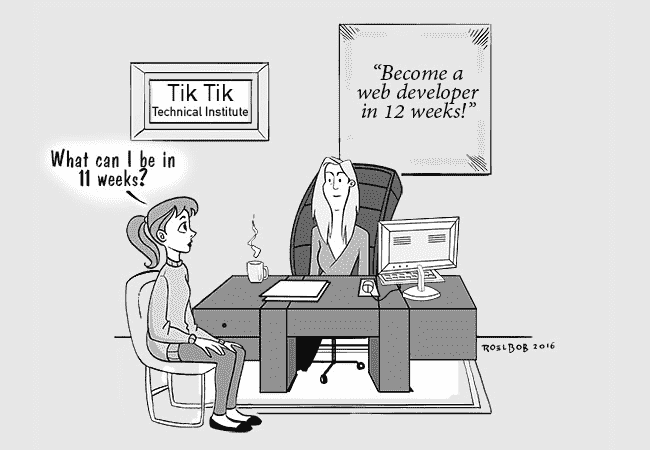 Tik Tik
Technical Institute
“Become a
web developer
in 12 weeks!”
What can I be in
11 weeks?
ROSLBOB 2016